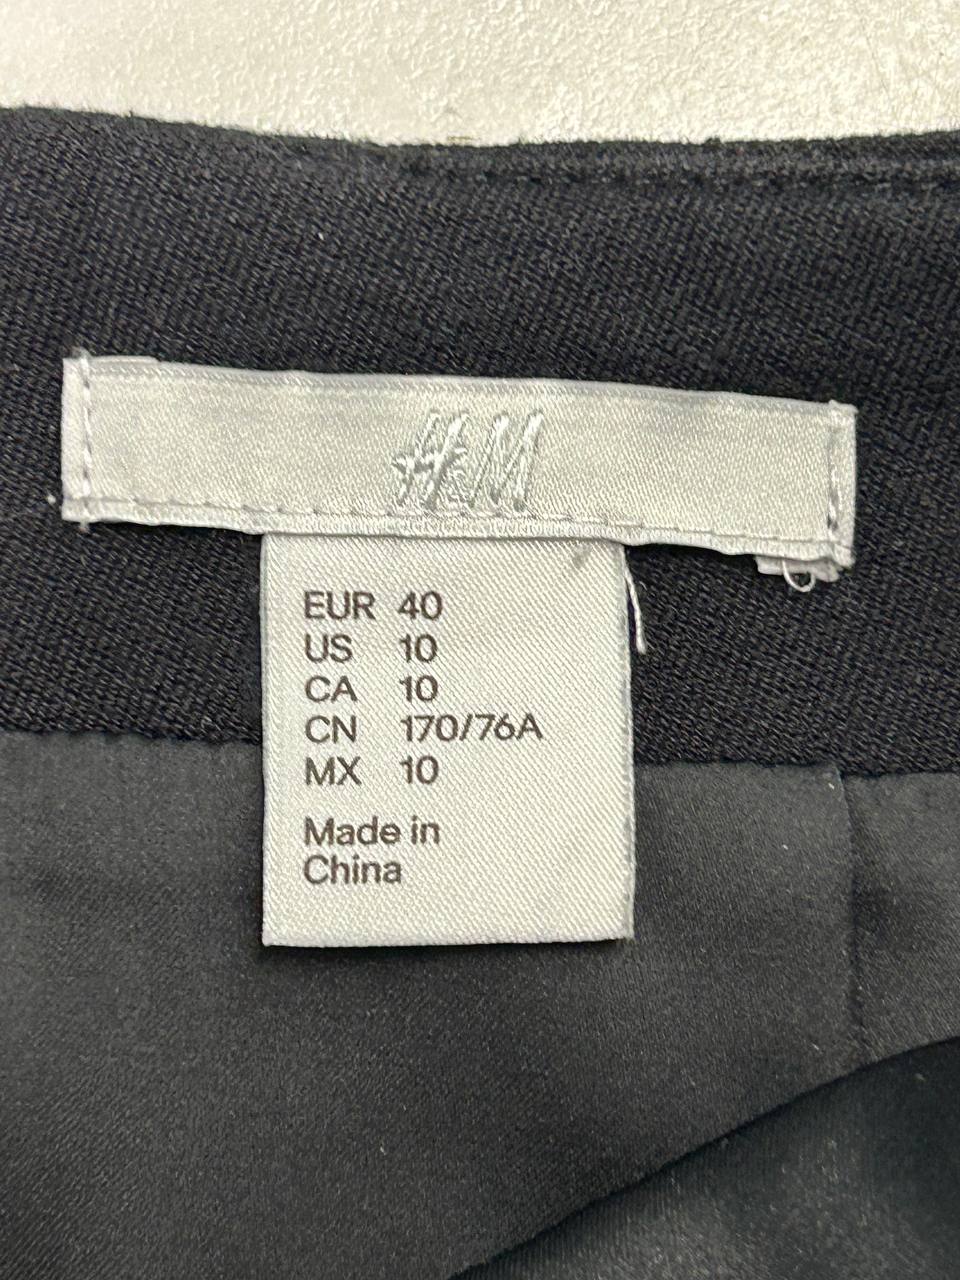 H&M
EUR 40
US 10
CA 10
CN 170/76A
MX 10
Made in
China